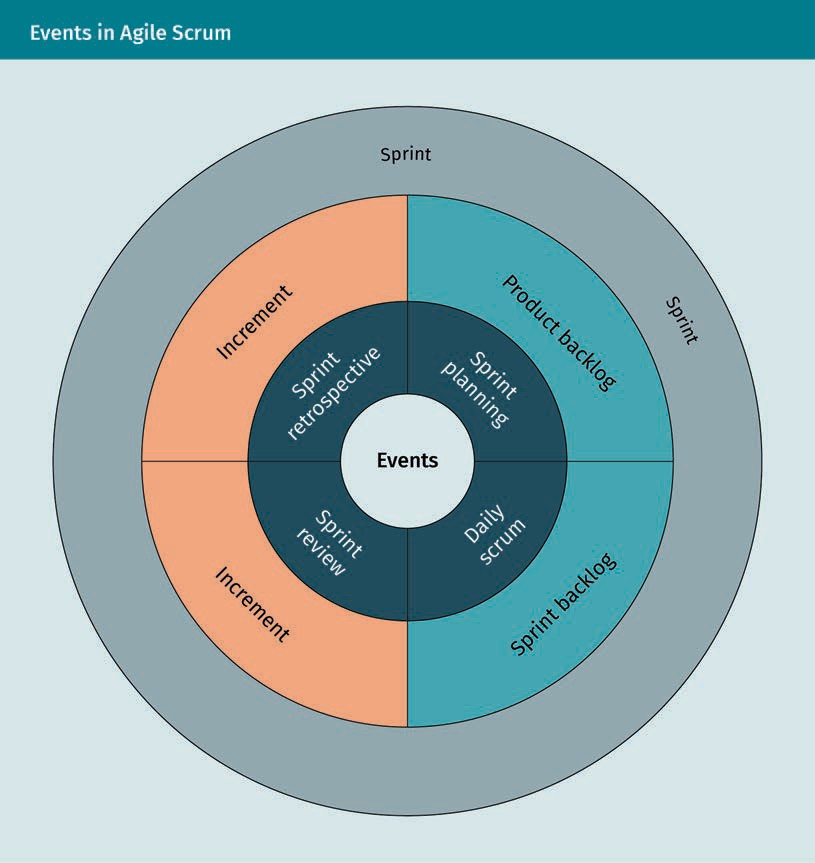 Events in Agile Scrum
Sprint
Sprint
Increment
Product backlog
Sprint
retrospective
Sprint
planning
Events
Sprint
review
Daily
scrum
Increment
Sprint backlog